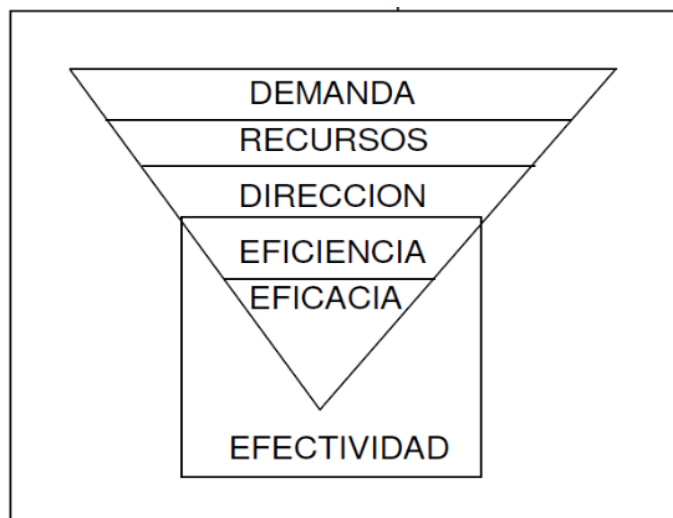 DEMANDA
RECURSOS
DIRECCION
EFICIENCIA
EFICACIA
EFECTIVIDAD